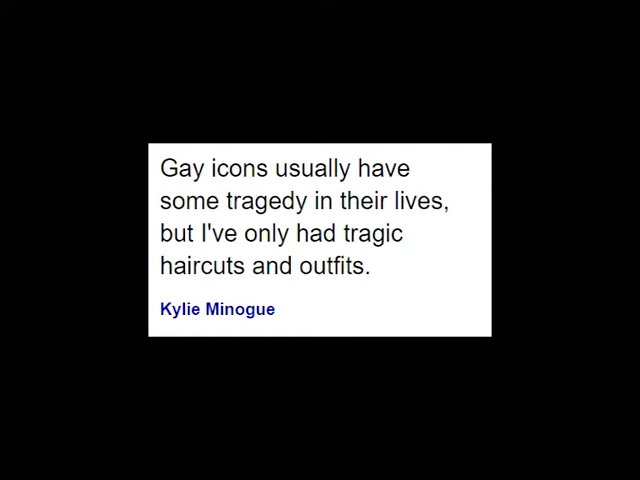 Gay icons usually have
some tragedy in their lives,
but I've only had tragic
haircuts and outfits.
Kylie Minogue